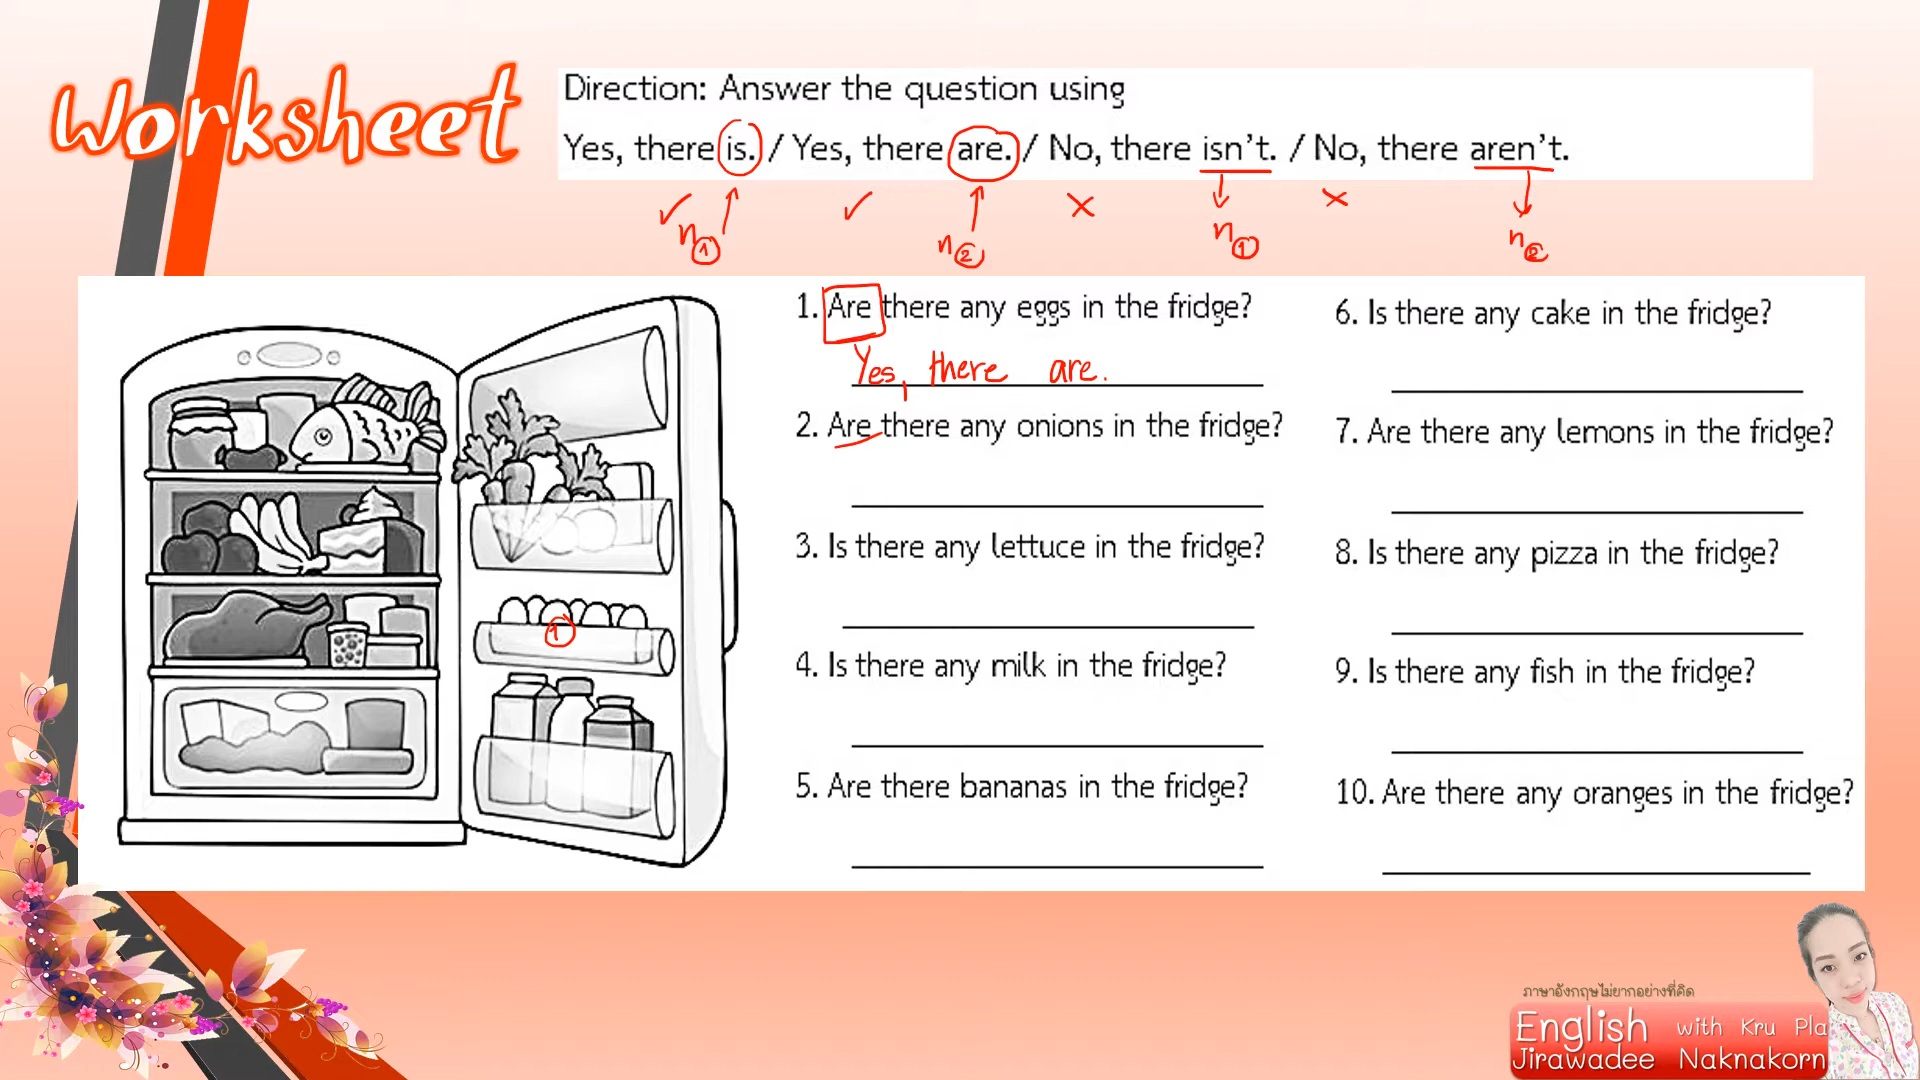 Worksheet
Direction: Answer the question using
Yes, there is. / Yes, there are. / No, there isn't. / No, there aren't.
✓ ✓ × ×
n① n② n① n②
1. Are there any eggs in the fridge?
Yes, there are.
2. Are there any onions in the fridge?
3. Is there any lettuce in the fridge?
4. Is there any milk in the fridge?
5. Are there bananas in the fridge?
6. Is there any cake in the fridge?
7. Are there any lemons in the fridge?
8. Is there any pizza in the fridge?
9. Is there any fish in the fridge?
10. Are there any oranges in the fridge?
①
ภาษาอังกฤษไม่ยากอย่างที่คิด
English with Kru Pla
Jirawadee Naknakorn